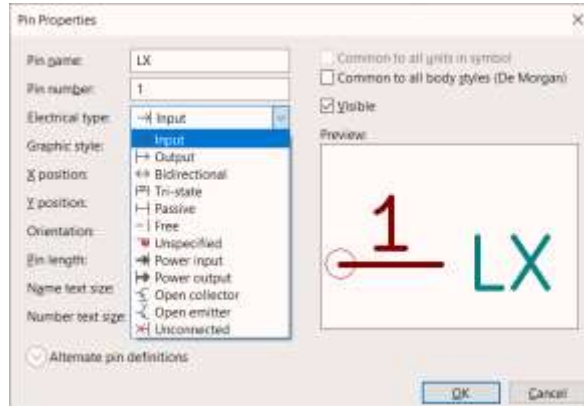 Pin Properties
Pin name: LX
Pin number: 1
Electrical type: Input
Graphic style:
X position:
Y position:
Orientation:
Pin length:
Name text size:
Number text size:
Input
Output
Bidirectional
Tri-state
Passive
Free
Unspecified
Power input
Power output
Open collector
Open emitter
Unconnected
Alternate pin definitions
Common to all units in symbol
Common to all body styles (De Morgan)
Visible
Preview:
1
LX
OK
Cancel